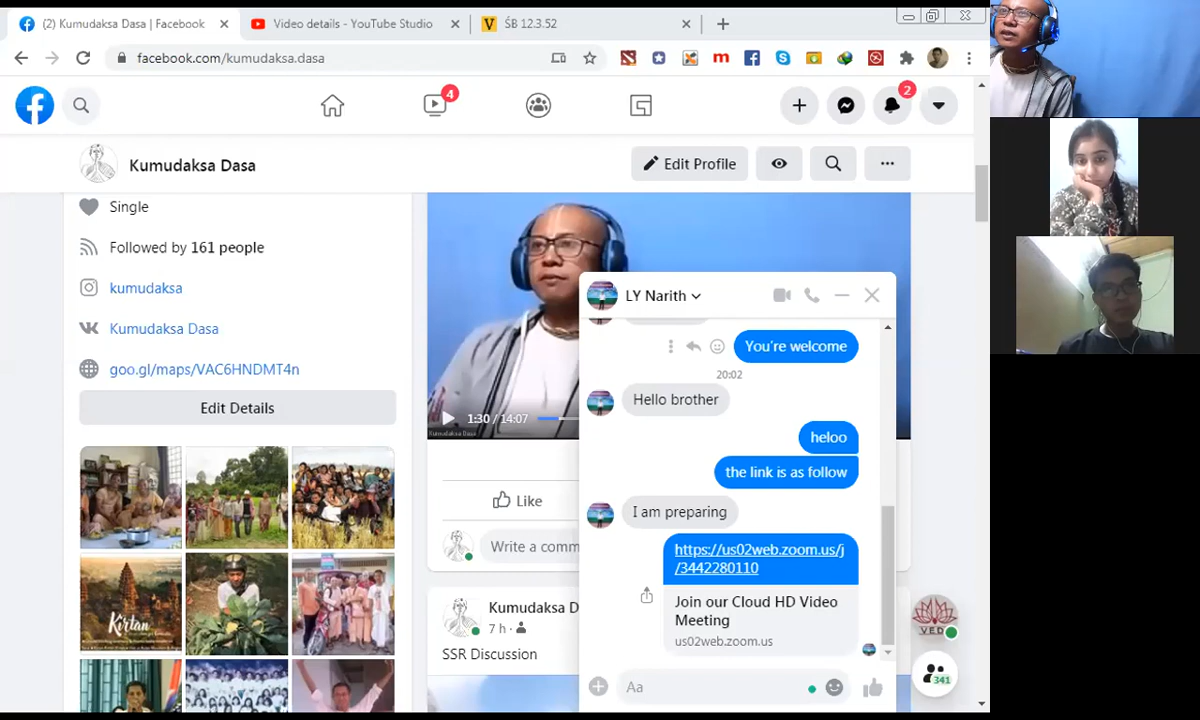 (2) Kumudaksa Dasa | Facebook
Video details - YouTube Studio
V ŚB 12.3.52
facebook.com/kumudaksa.dasa
m
4
2
Kumudaksa Dasa
Edit Profile
Single
Followed by 161 people
kumudaksa
Kumudaksa Dasa
goo.gl/maps/VAC6HNDMT4n
Edit Details
Kirtan
1:30 / 14:07
Kumudaksa Dasa
Like
Write a comm
Kumudaksa D
7 h ·
SSR Discussion
LY Narith
You're welcome
20:02
Hello brother
heloo
the link is as follow
I am preparing
https://us02web.zoom.us/j
/3442280110
Join our Cloud HD Video
Meeting
us02web.zoom.us
Aa
VED
341